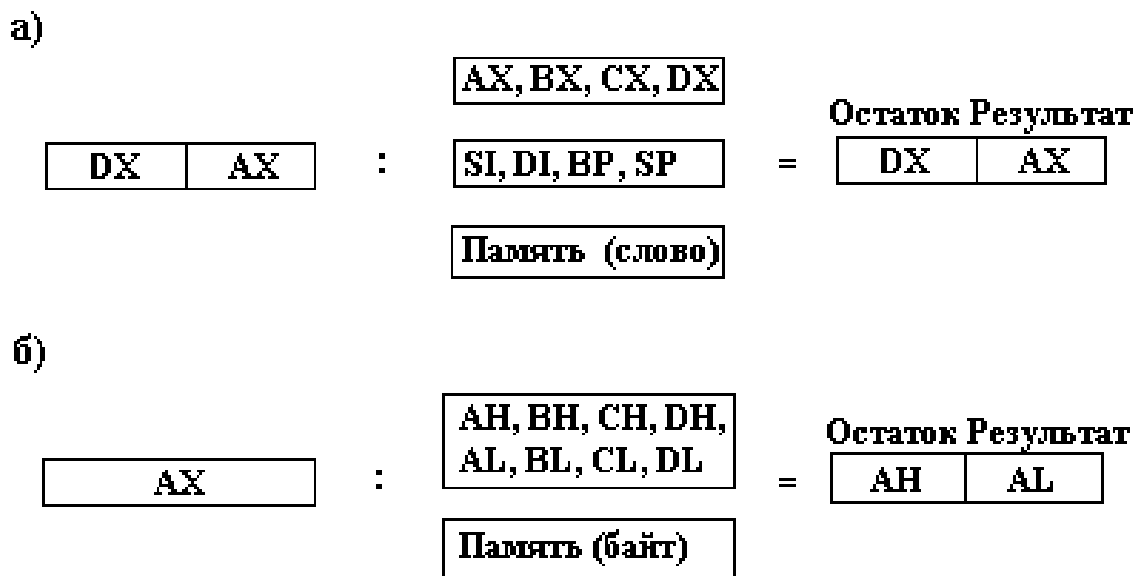 а)
AX, BX, CX, DX
Остаток Результат
DX AX : SI, DI, BP, SP = DX AX
Память (слово)
б)
AH, BH, CH, DH,
Остаток Результат
AL, BL, CL, DL
AX : = AH AL
Память (байт)